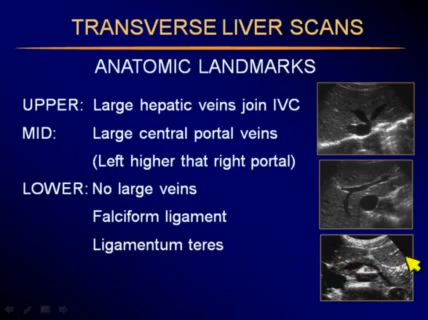 TRANSVERSE LIVER SCANS
ANATOMIC LANDMARKS
UPPER: Large hepatic veins join IVC
MID: Large central portal veins
(Left higher that right portal)
LOWER: No large veins
Falciform ligament
Ligamentum teres